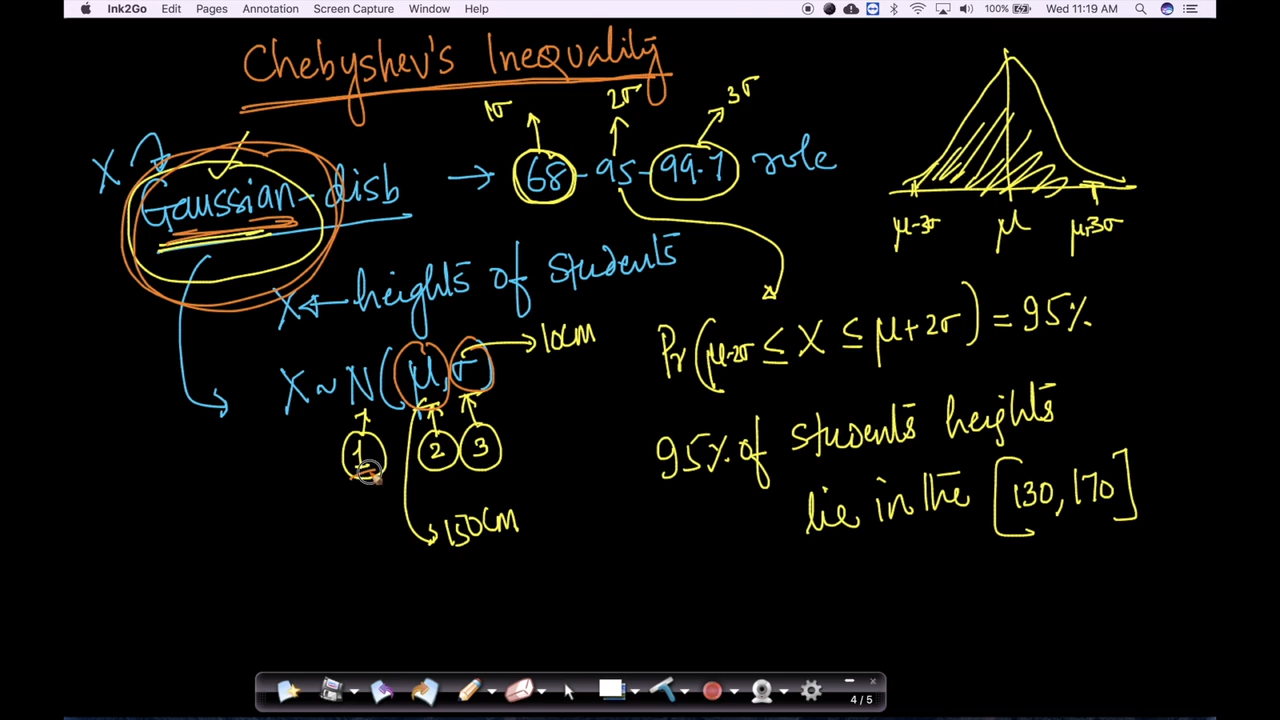 Ink2Go Edit Pages Annotation Screen Capture Window Help 100% Wed 11:19 AM
Chebyshev's Inequality
1σ 2σ 3σ
X
Gaussian-disb → 68-95-99.7 role
μ-3σ μ μ+3σ
X ← heights of students
Pr(μ-2σ ≤ X ≤ μ+2σ) = 95%
X ~ N(μ, σ) → 10cm
1 2 3
95% of students heights
lie in the [130, 170]
150cm
4 / 5